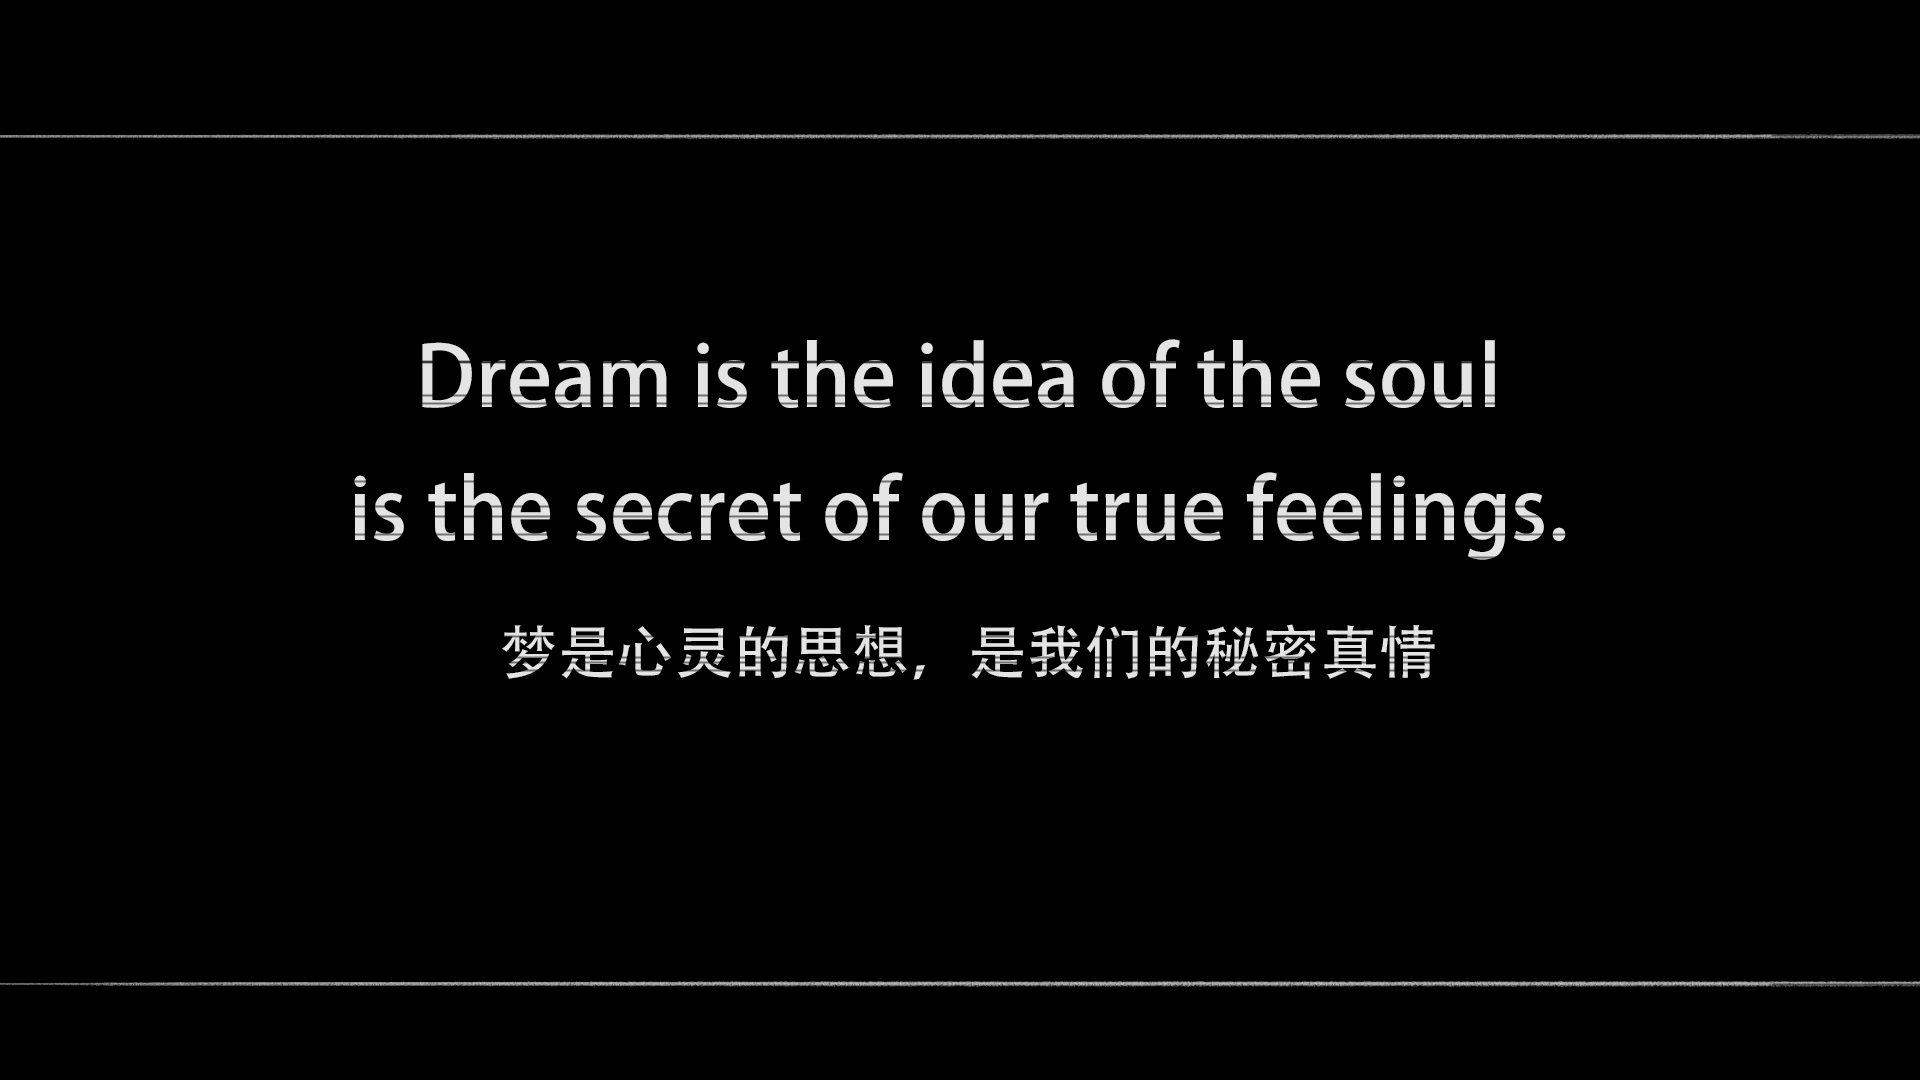 Dream is the idea of the soul
is the secret of our true feelings.
梦是心灵的思想，是我们的秘密真情